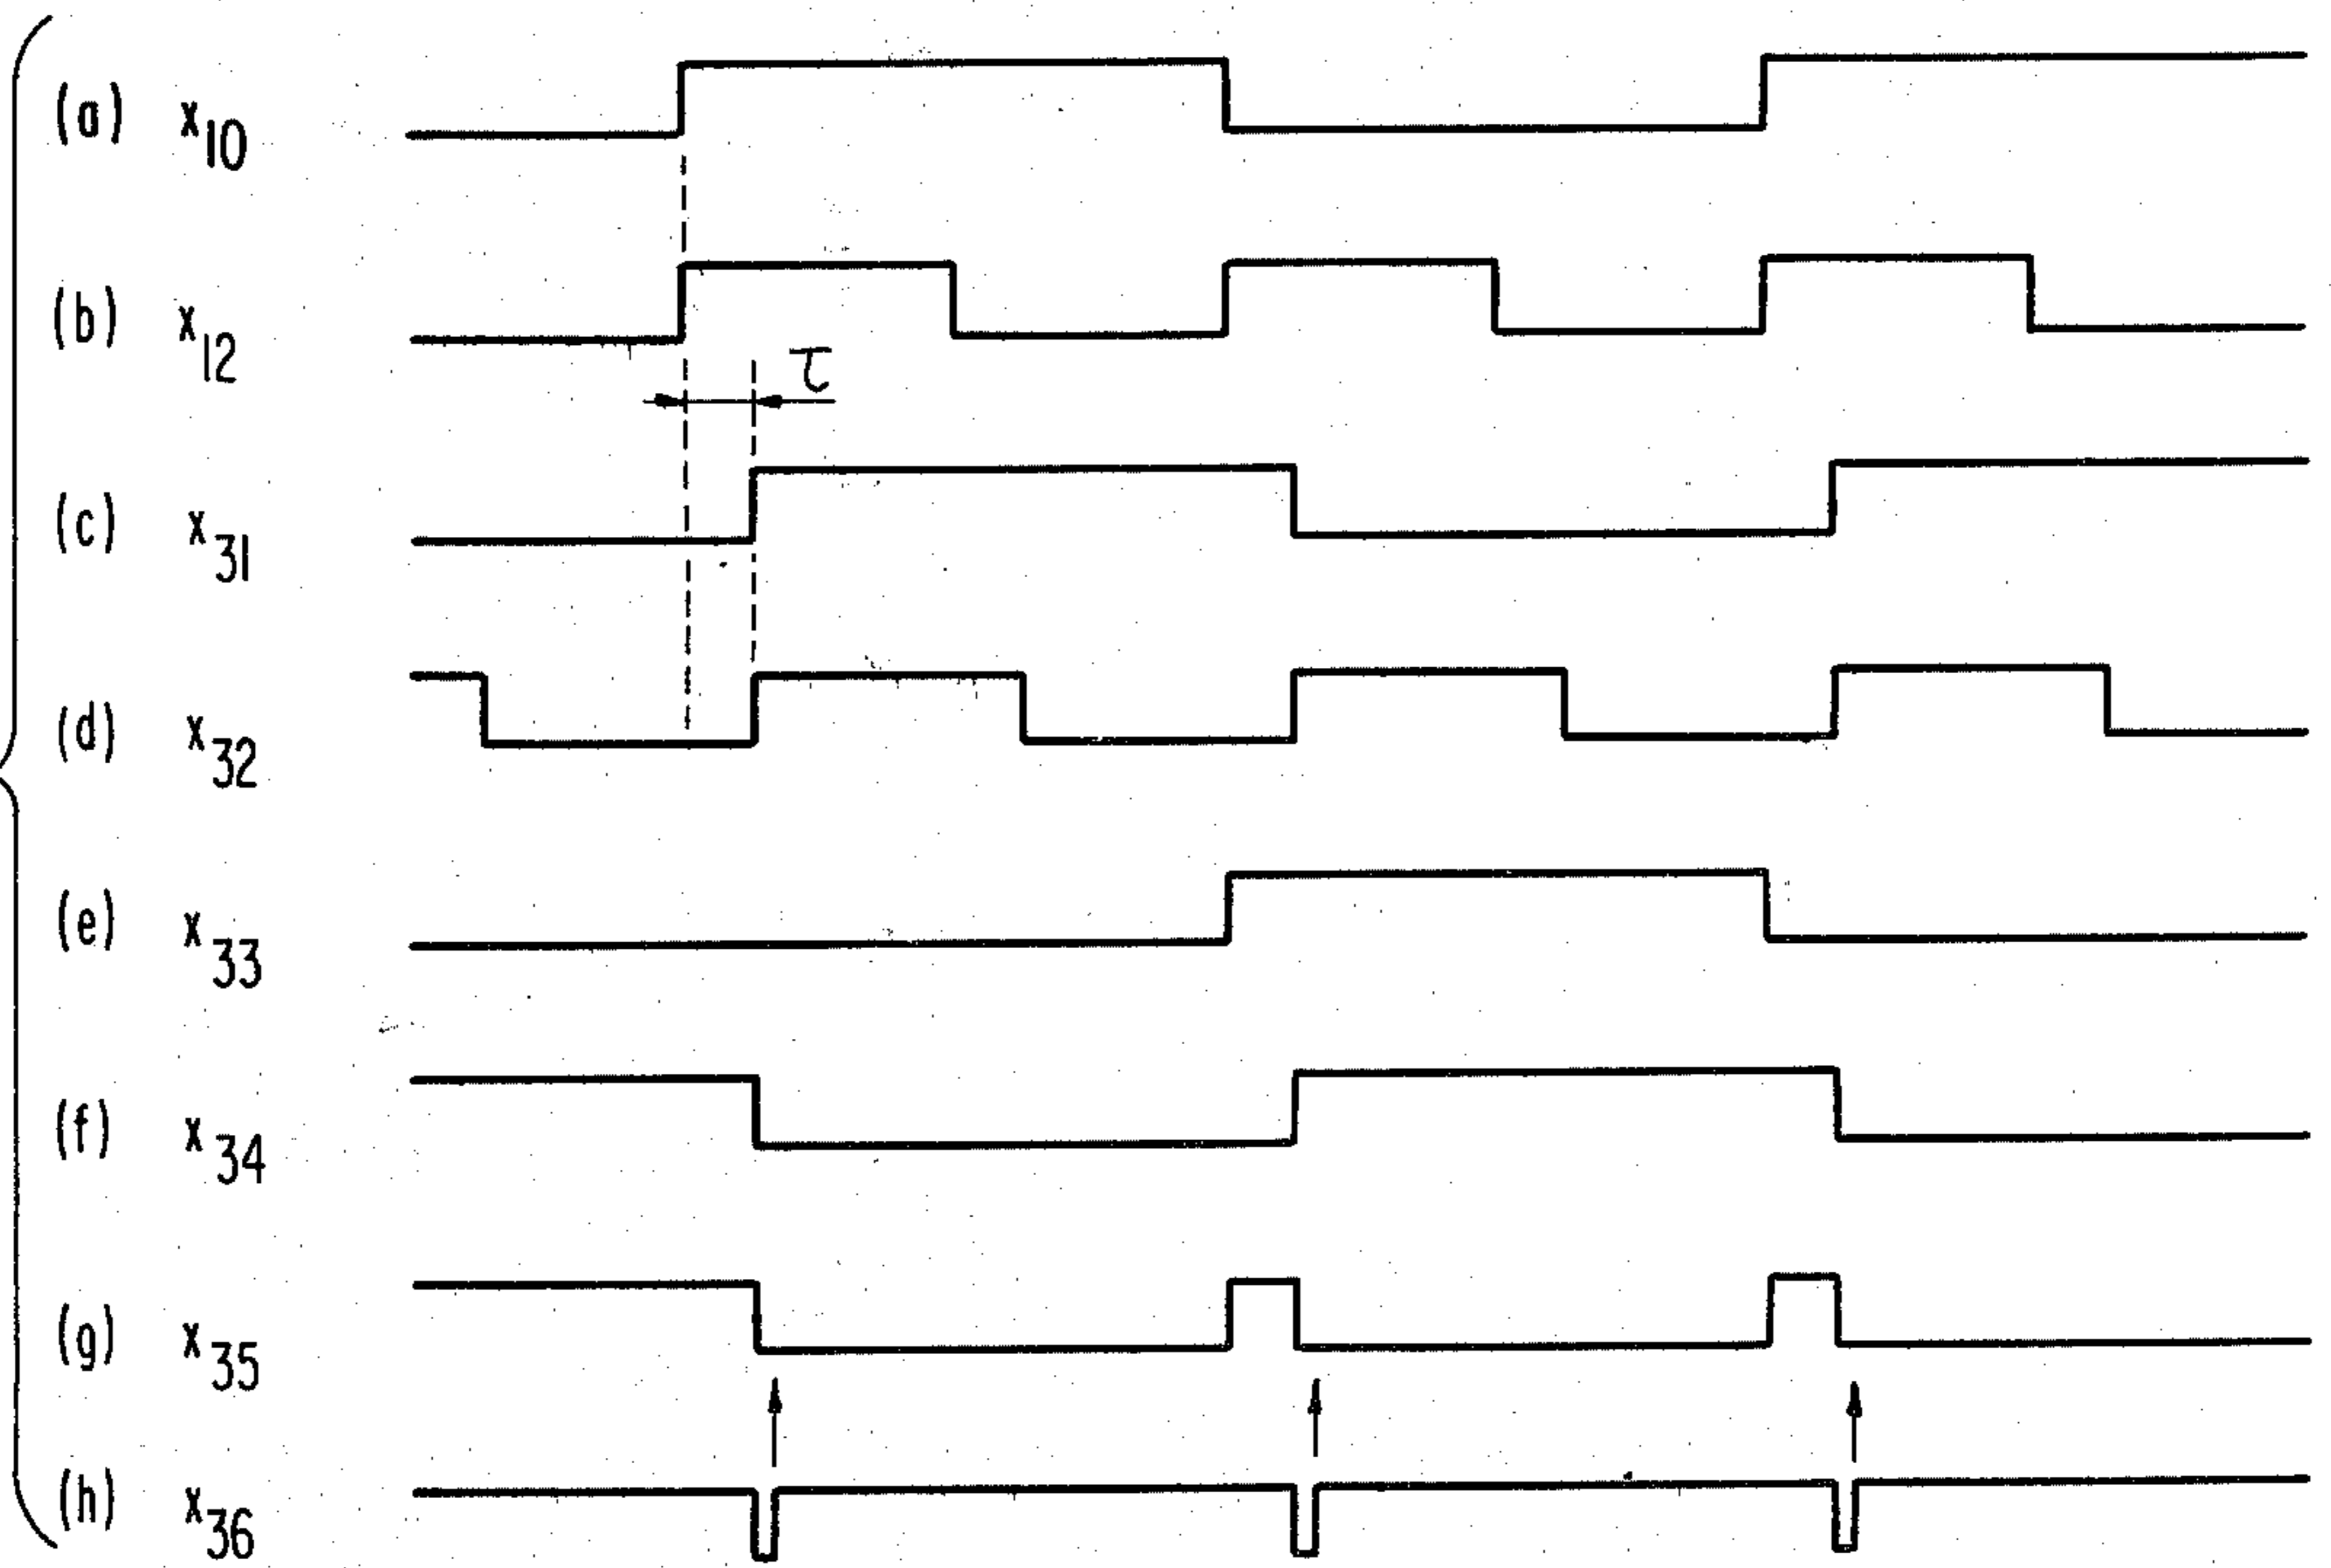 (a) x10
(b) x12
τ
(c) x31
(d) x32
(e) x33
(f) x34
(g) x35
(h) x36